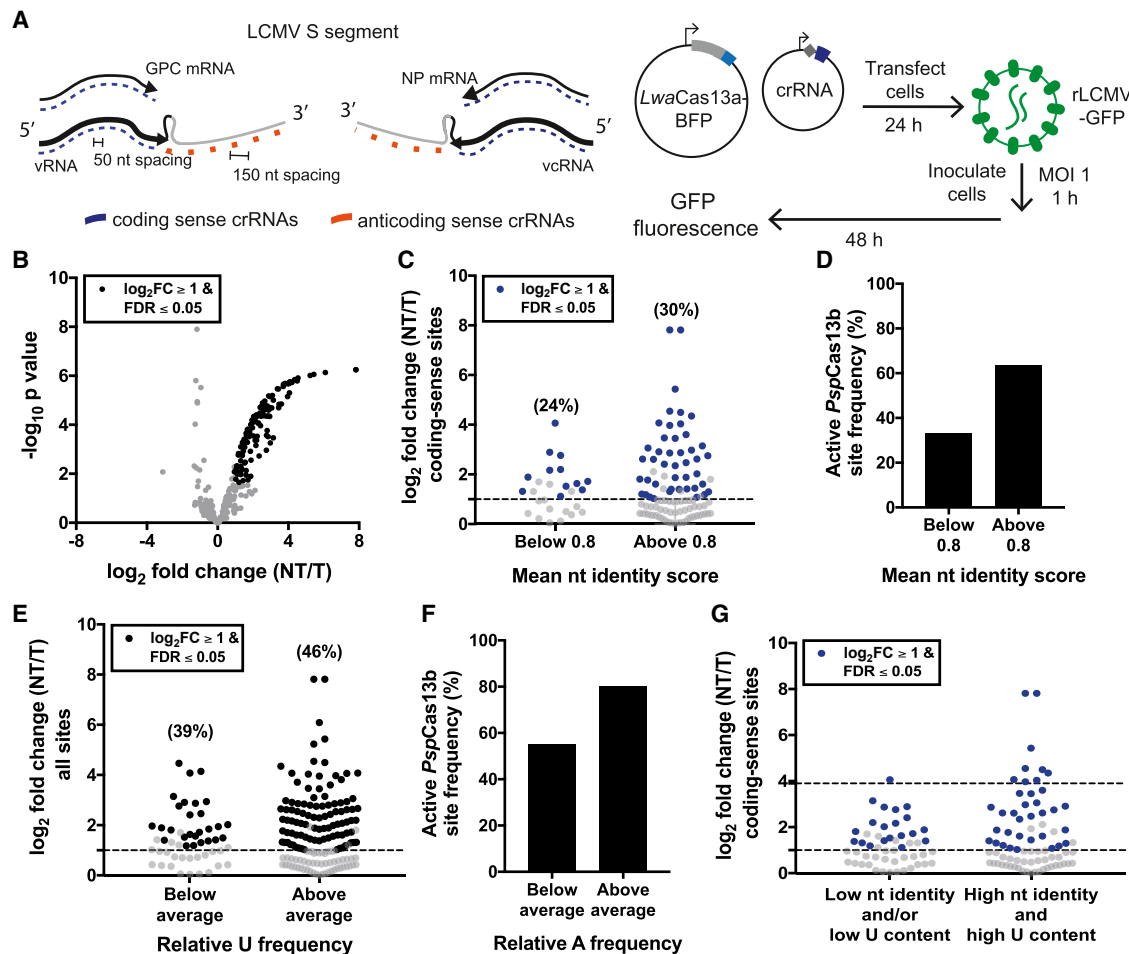 A
LCMV S segment
GPC mRNA
NP mRNA
5′
3′
3′
5′
vRNA
50 nt spacing
150 nt spacing
vcRNA
coding sense crRNAs
anticoding sense crRNAs
LwaCas13a-
BFP
crRNA
Transfect
cells
24 h
rLCMV
-GFP
Inoculate
cells
MOI 1
1 h
GFP
fluorescence
48 h
B
log2FC ≥ 1 &
FDR ≤ 0.05
-log10 p value
10
8
6
4
2
0
-8
-4
0
4
8
log2 fold change (NT/T)
C
log2FC ≥ 1 &
FDR ≤ 0.05
log2 fold change (NT/T)
coding-sense sites
10
8
6
4
2
0
(24%)
(30%)
Below 0.8
Above 0.8
Mean nt identity score
D
Active PspCas13b
site frequency (%)
100
80
60
40
20
0
Below
0.8
Above
0.8
Mean nt identity score
E
log2FC ≥ 1 &
FDR ≤ 0.05
log2 fold change (NT/T)
all sites
10
8
6
4
2
0
(39%)
(46%)
Below
average
Above
average
Relative U frequency
F
Active PspCas13b
site frequency (%)
100
80
60
40
20
0
Below
average
Above
average
Relative A frequency
G
log2FC ≥ 1 &
FDR ≤ 0.05
log2 fold change (NT/T)
coding-sense sites
10
8
6
4
2
0
Low nt identity
and/or
low U content
High nt identity
and
high U content